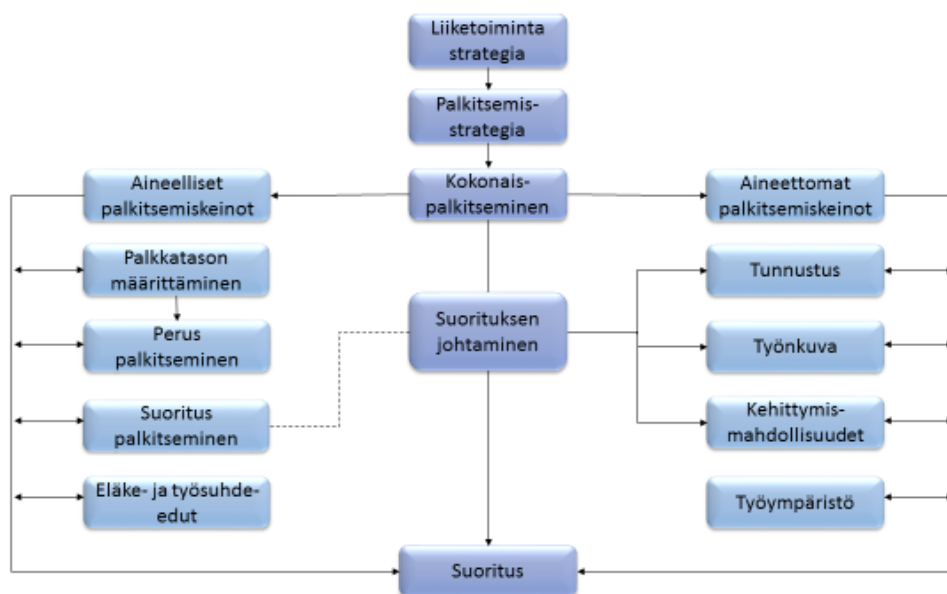 Liiketoiminta
strategia
Palkitsemis-
strategia
Aineelliset
palkitsemiskeinot
Kokonais-
palkitseminen
Aineettomat
palkitsemiskeinot
Palkkatason
määrittäminen
Tunnustus
Perus
palkitseminen
Suorituksen
johtaminen
Työnkuva
Suoritus
palkitseminen
Kehittymis-
mahdollisuudet
Eläke- ja työsuhde-
edut
Työympäristö
Suoritus